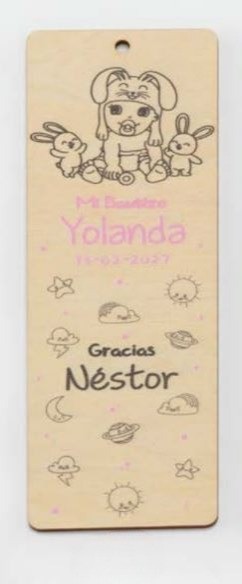 Mi Bautizo
Yolanda
15-03-2027
Gracias
Néstor